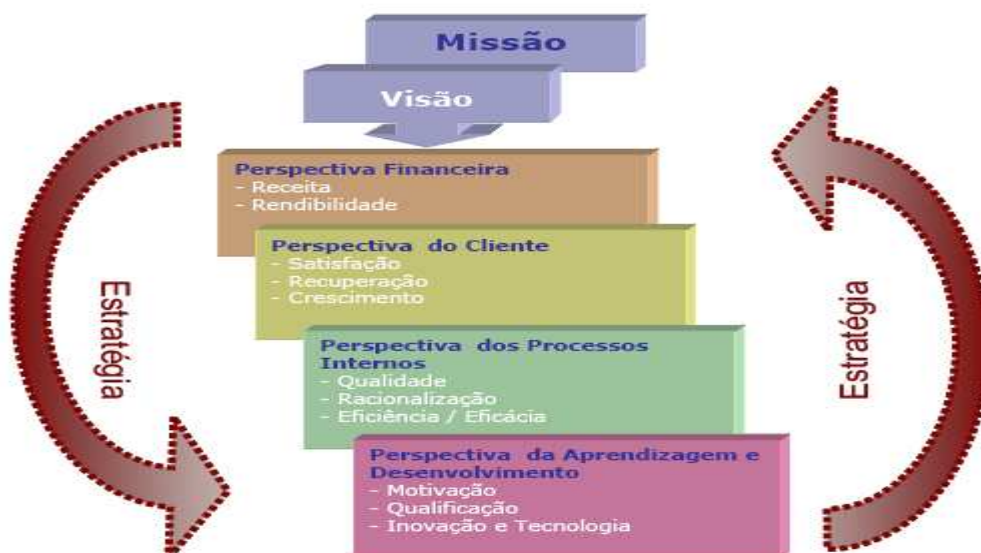 Missão
Visão
Perspectiva Financeira
- Receita
- Rendibilidade
Perspectiva do Cliente
- Satisfação
- Recuperação
- Crescimento
Perspectiva dos Processos
Internos
- Qualidade
- Racionalização
- Eficiência / Eficácia
Perspectiva da Aprendizagem e
Desenvolvimento
- Motivação
- Qualificação
- Inovação e Tecnologia
Estratégia
Estratégia